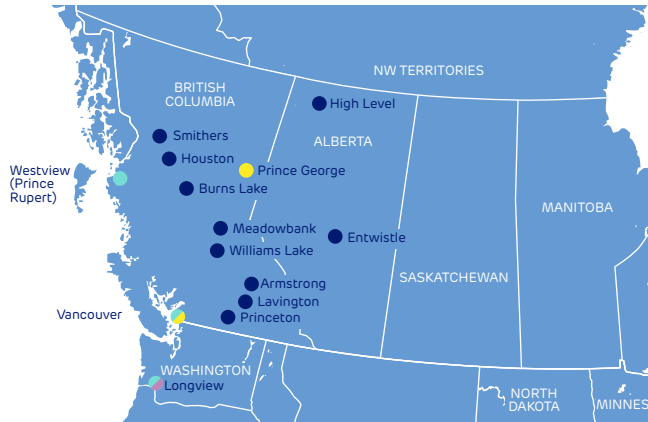 NW TERRITORIES
BRITISH
COLUMBIA
High Level
ALBERTA
Smithers
Houston
Prince George
Westview
(Prince
Rupert)
Burns Lake
MANITOBA
Meadowbank
Entwistle
Williams Lake
SASKATCHEWAN
Armstrong
Lavington
Vancouver
Princeton
WASHINGTON
Longview
NORTH
DAKOTA
MINNES